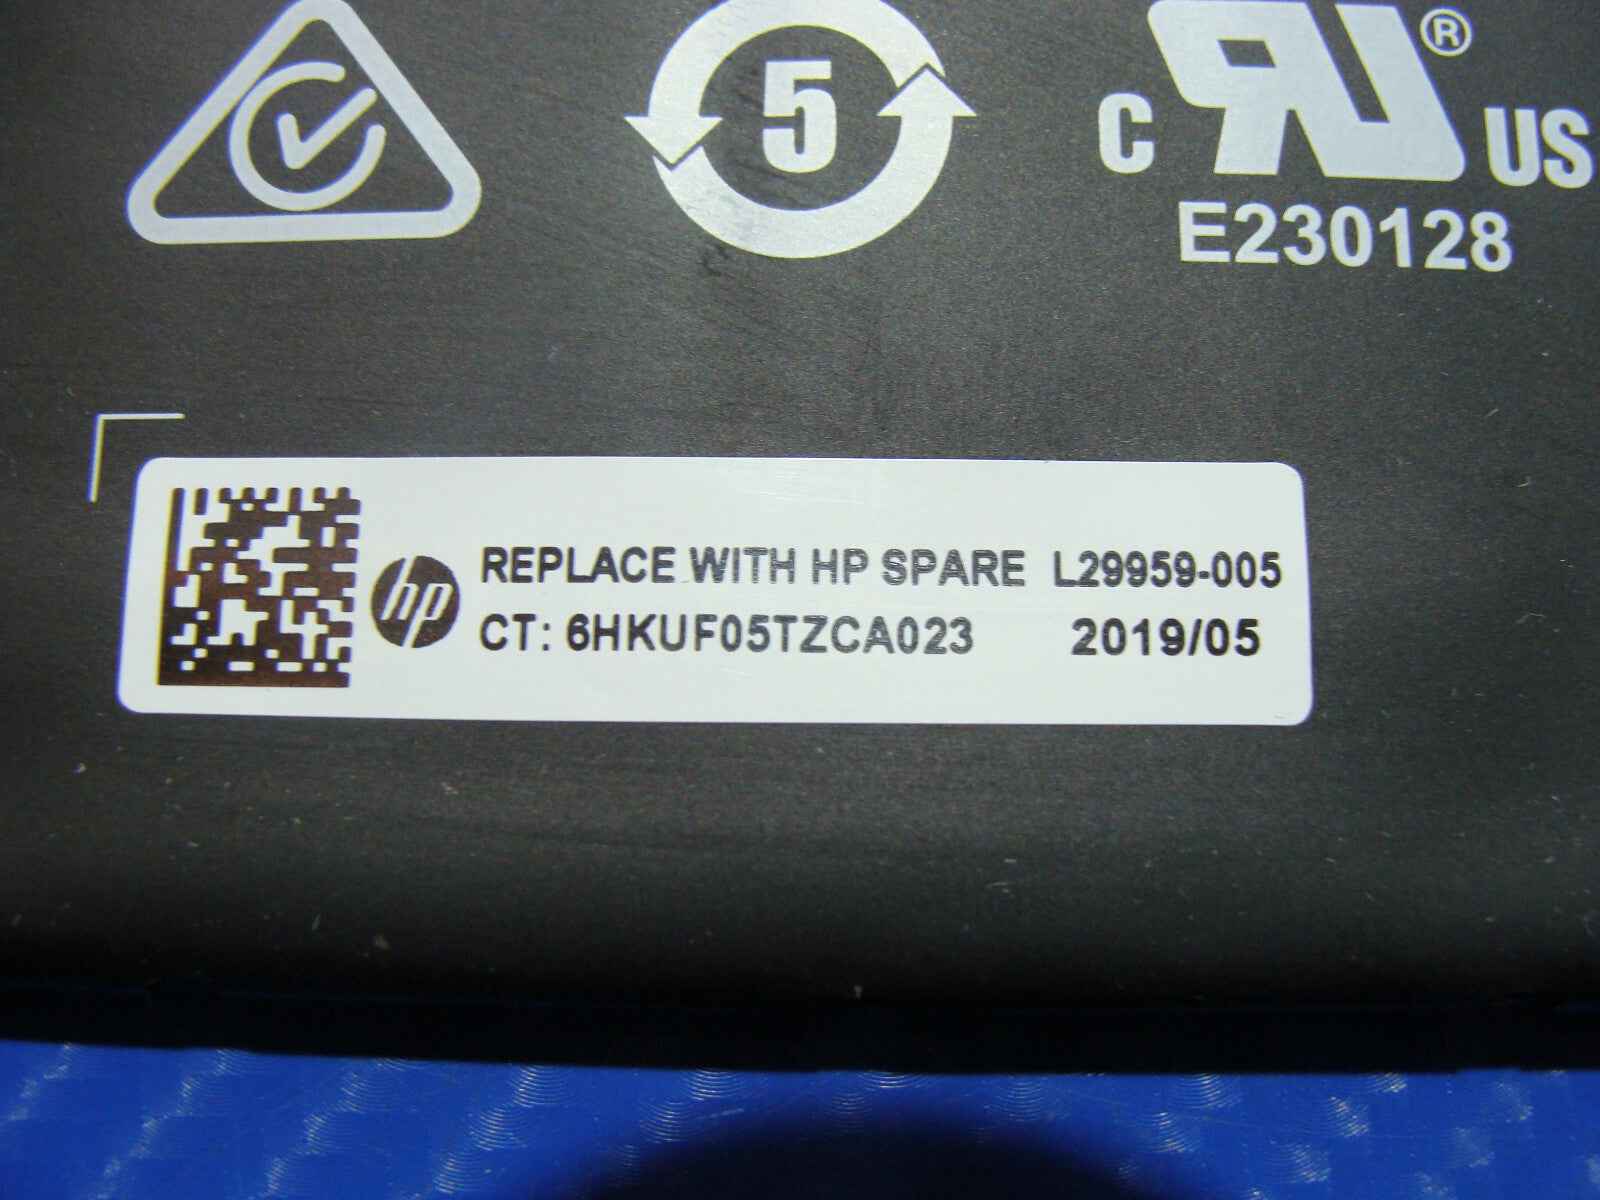 5
C US ®
E230128
hp REPLACE WITH HP SPARE L29959-005
CT: 6HKUF05TZCA023 2019/05